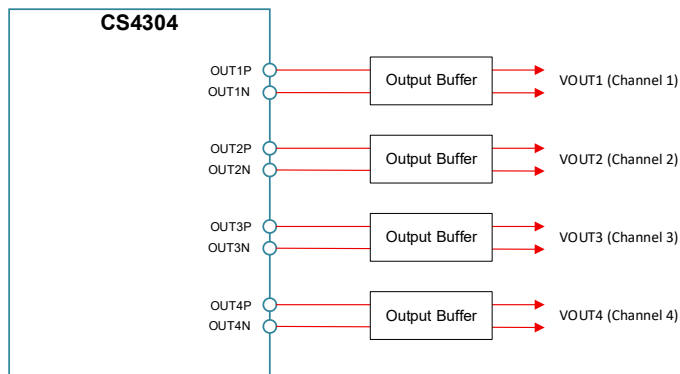 CS4304
OUT1P
OUT1N
Output Buffer
VOUT1 (Channel 1)
OUT2P
OUT2N
Output Buffer
VOUT2 (Channel 2)
OUT3P
OUT3N
Output Buffer
VOUT3 (Channel 3)
OUT4P
OUT4N
Output Buffer
VOUT4 (Channel 4)